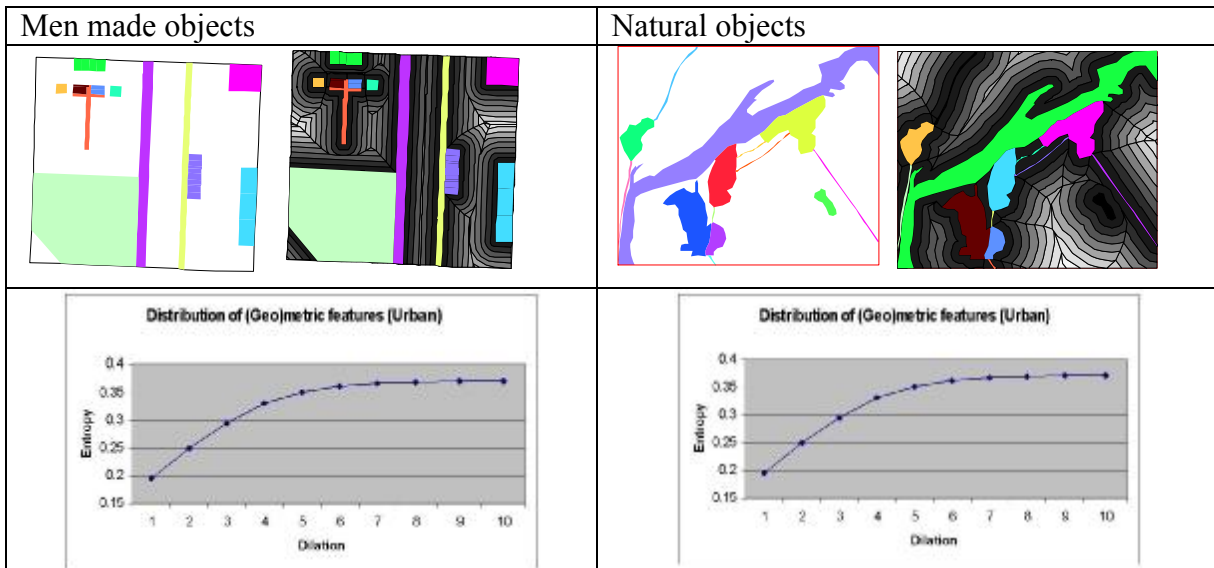 Men made objects
Natural objects
Distribution of (Geo)metric features (Urban)
0.4
0.35
0.3
0.25
0.2
0.15
Entropy
1 2 3 4 5 6 7 8 9 10
Dilation
Distribution of (Geo)metric features (Urban)
0.4
0.35
0.3
0.25
0.2
0.15
Entropy
1 2 3 4 5 6 7 8 9 10
Dilation